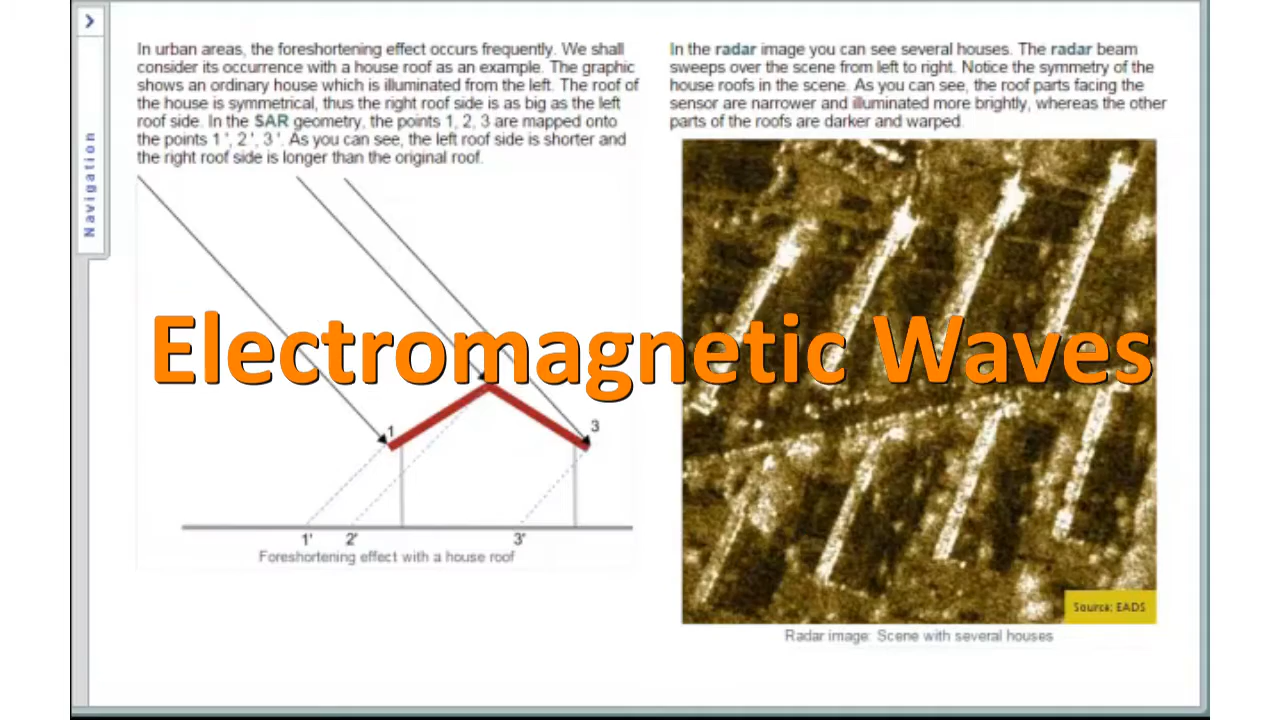 Navigation
In urban areas, the foreshortening effect occurs frequently. We shall
consider its occurrence with a house roof as an example. The graphic
shows an ordinary house which is illuminated from the left. The roof of
the house is symmetrical, thus the right roof side is as big as the left
roof side. In the SAR geometry, the points 1, 2, 3 are mapped onto
the points 1 ', 2 ', 3 '. As you can see, the left roof side is shorter and
the right roof side is longer than the original roof.
1
3
1'
2'
3'
Foreshortening effect with a house roof
In the radar image you can see several houses. The radar beam
sweeps over the scene from left to right. Notice the symmetry of the
house roofs in the scene. As you can see, the roof parts facing the
sensor are narrower and illuminated more brightly, whereas the other
parts of the roofs are darker and warped.
Electromagnetic Waves
Source: EADS
Radar image: Scene with several houses